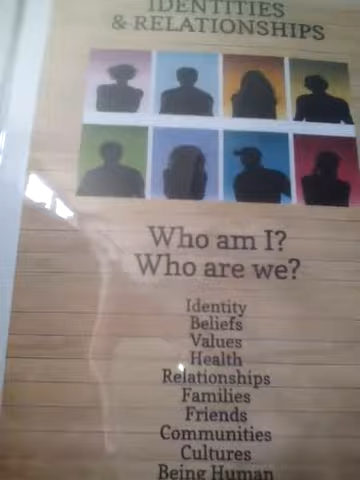 IDENTITIES
& RELATIONSHIPS
Who am I?
Who are we?
Identity
Beliefs
Values
Health
Relationships
Families
Friends
Communities
Cultures
Being Human